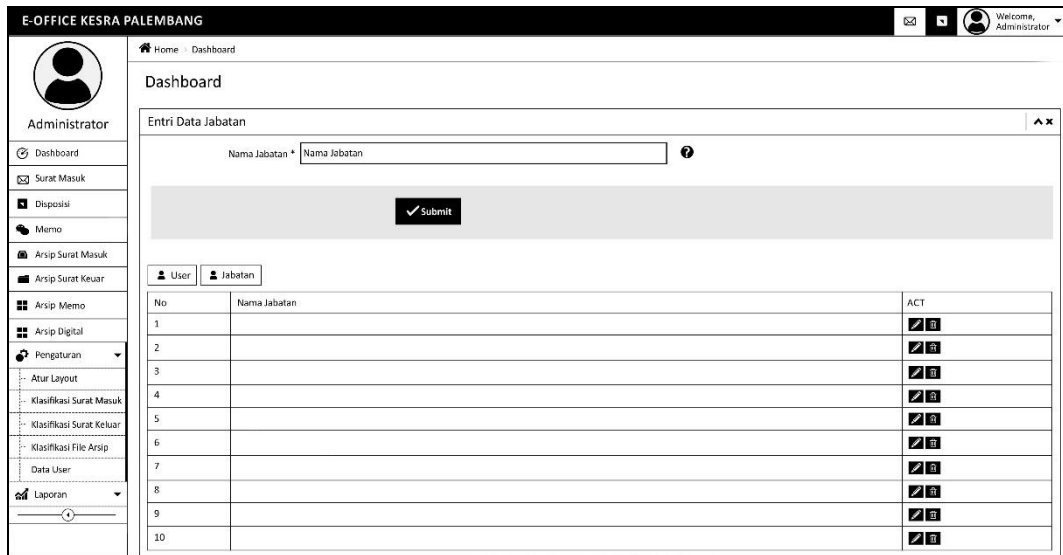 E-OFFICE KESRA PALEMBANG
Welcome,
Administrator
Home Dashboard
Dashboard
Administrator
Entri Data Jabatan
Nama Jabatan * Nama Jabatan
Submit
Dashboard
Surat Masuk
Disposisi
Memo
Arsip Surat Masuk
Arsip Surat Keuar
Arsip Memo
Arsip Digital
Pengaturan
Atur Layout
Klasifikasi Surat Masuk
Klasifikasi Surat Keluar
Klasifikasi File Arsip
Data User
Laporan
User Jabatan
No Nama Jabatan ACT
1
2
3
4
5
6
7
8
9
10